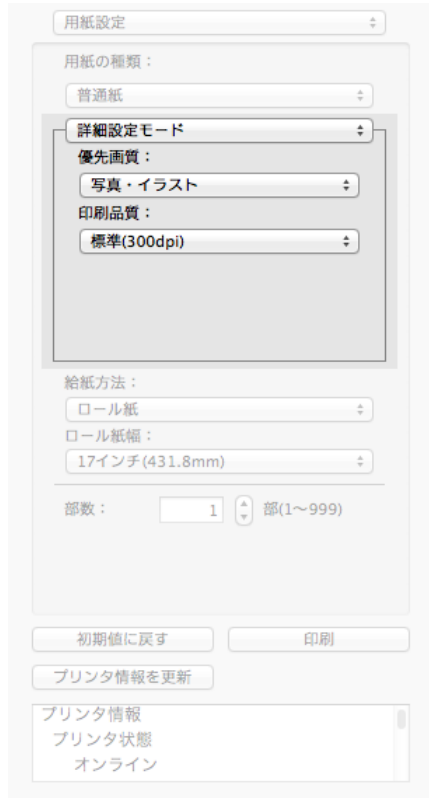 用紙設定
用紙の種類：
普通紙
詳細設定モード
優先画質：
写真・イラスト
印刷品質：
標準(300dpi)
給紙方法：
ロール紙
ロール紙幅：
17インチ(431.8mm)
部数： 1 部(1〜999)
初期値に戻す 印刷
プリンタ情報を更新
プリンタ情報
プリンタ状態
オンライン